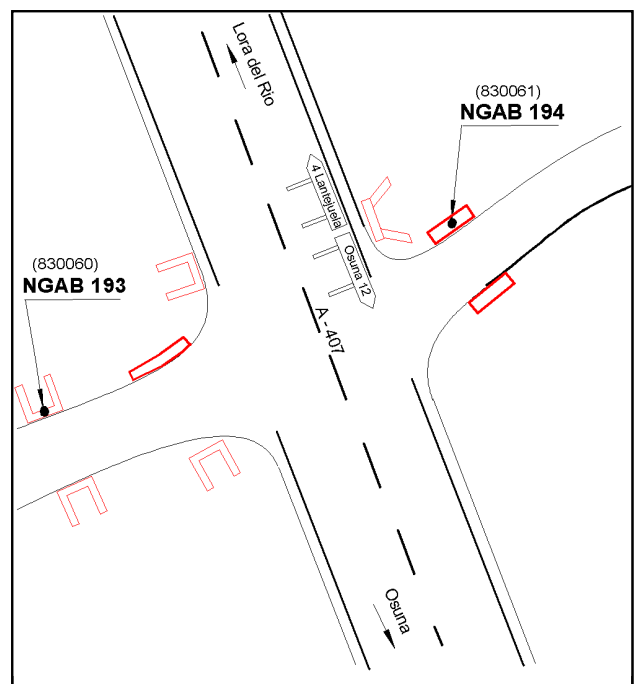 Lora del Rio
(830061)
NGAB 194
4 Lantejuela
Osuna 12
(830060)
NGAB 193
A - 407
Osuna